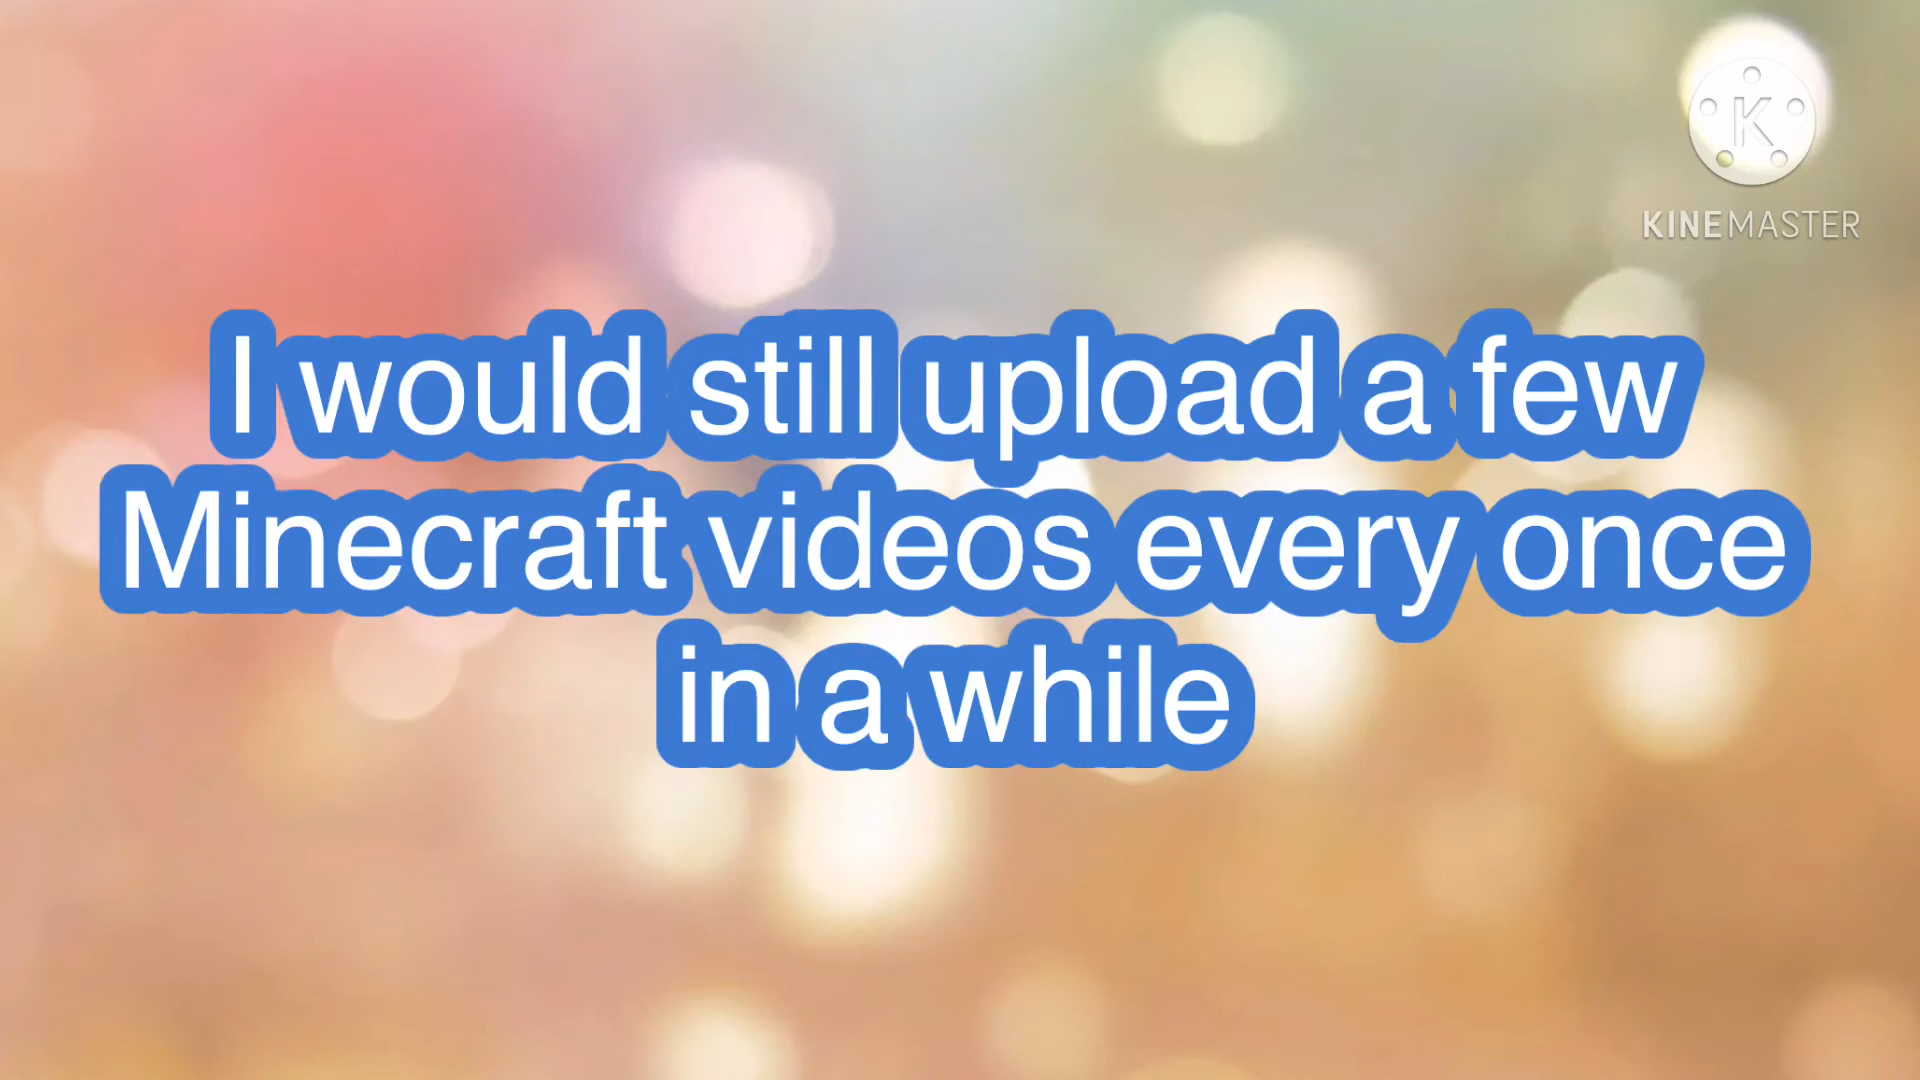 K
KINEMASTER
I would still upload a few
Minecraft videos every once
in a while